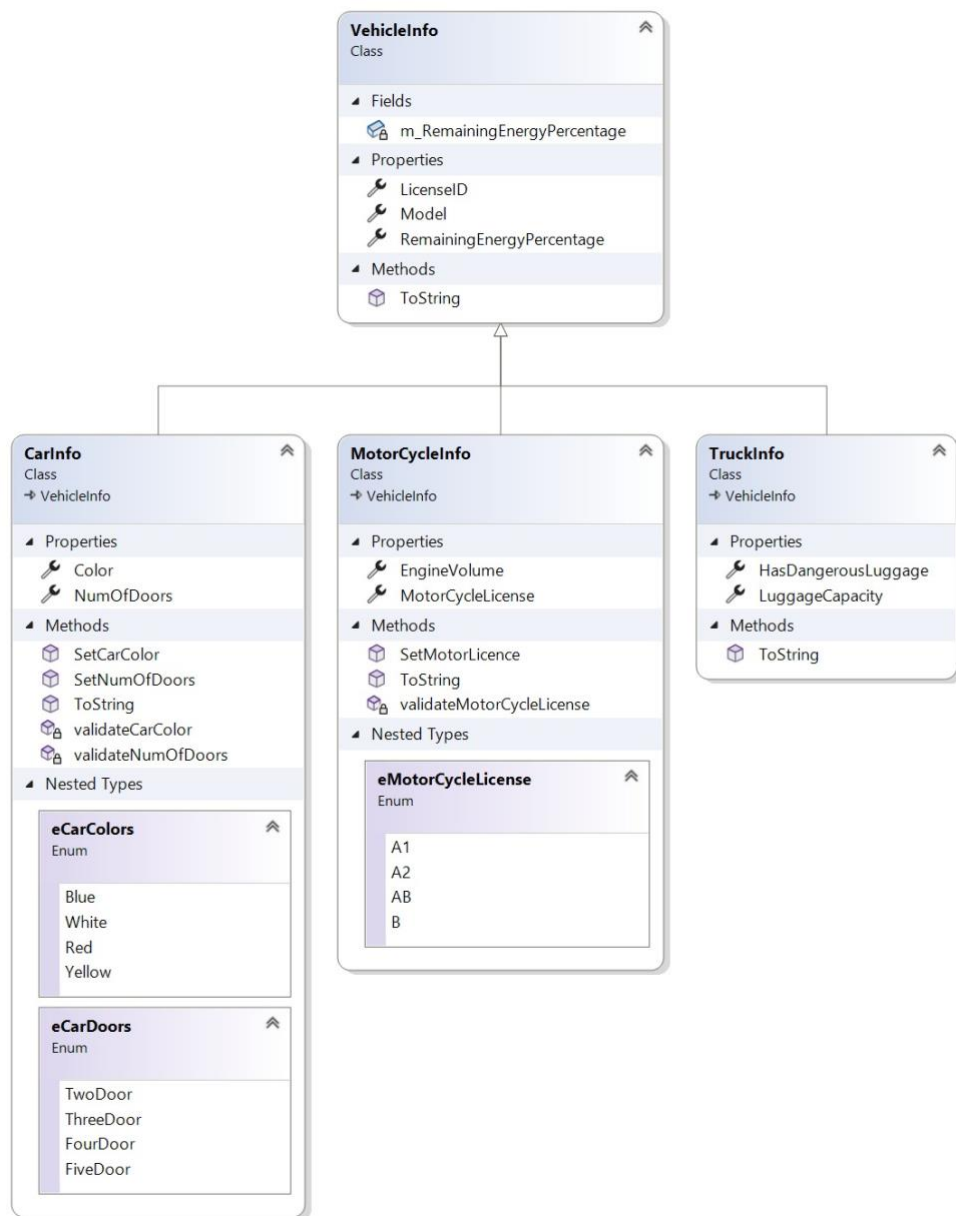 VehicleInfo
Class
Fields
m_RemainingEnergyPercentage
Properties
LicenseID
Model
RemainingEnergyPercentage
Methods
ToString
CarInfo
Class
VehicleInfo
Properties
Color
NumOfDoors
Methods
SetCarColor
SetNumOfDoors
ToString
validateCarColor
validateNumOfDoors
Nested Types
eCarColors
Enum
Blue
White
Red
Yellow
eCarDoors
Enum
TwoDoor
ThreeDoor
FourDoor
FiveDoor
MotorCycleInfo
Class
VehicleInfo
Properties
EngineVolume
MotorCycleLicense
Methods
SetMotorLicence
ToString
validateMotorCycleLicense
Nested Types
eMotorCycleLicense
Enum
A1
A2
AB
B
TruckInfo
Class
VehicleInfo
Properties
HasDangerousLuggage
LuggageCapacity
Methods
ToString